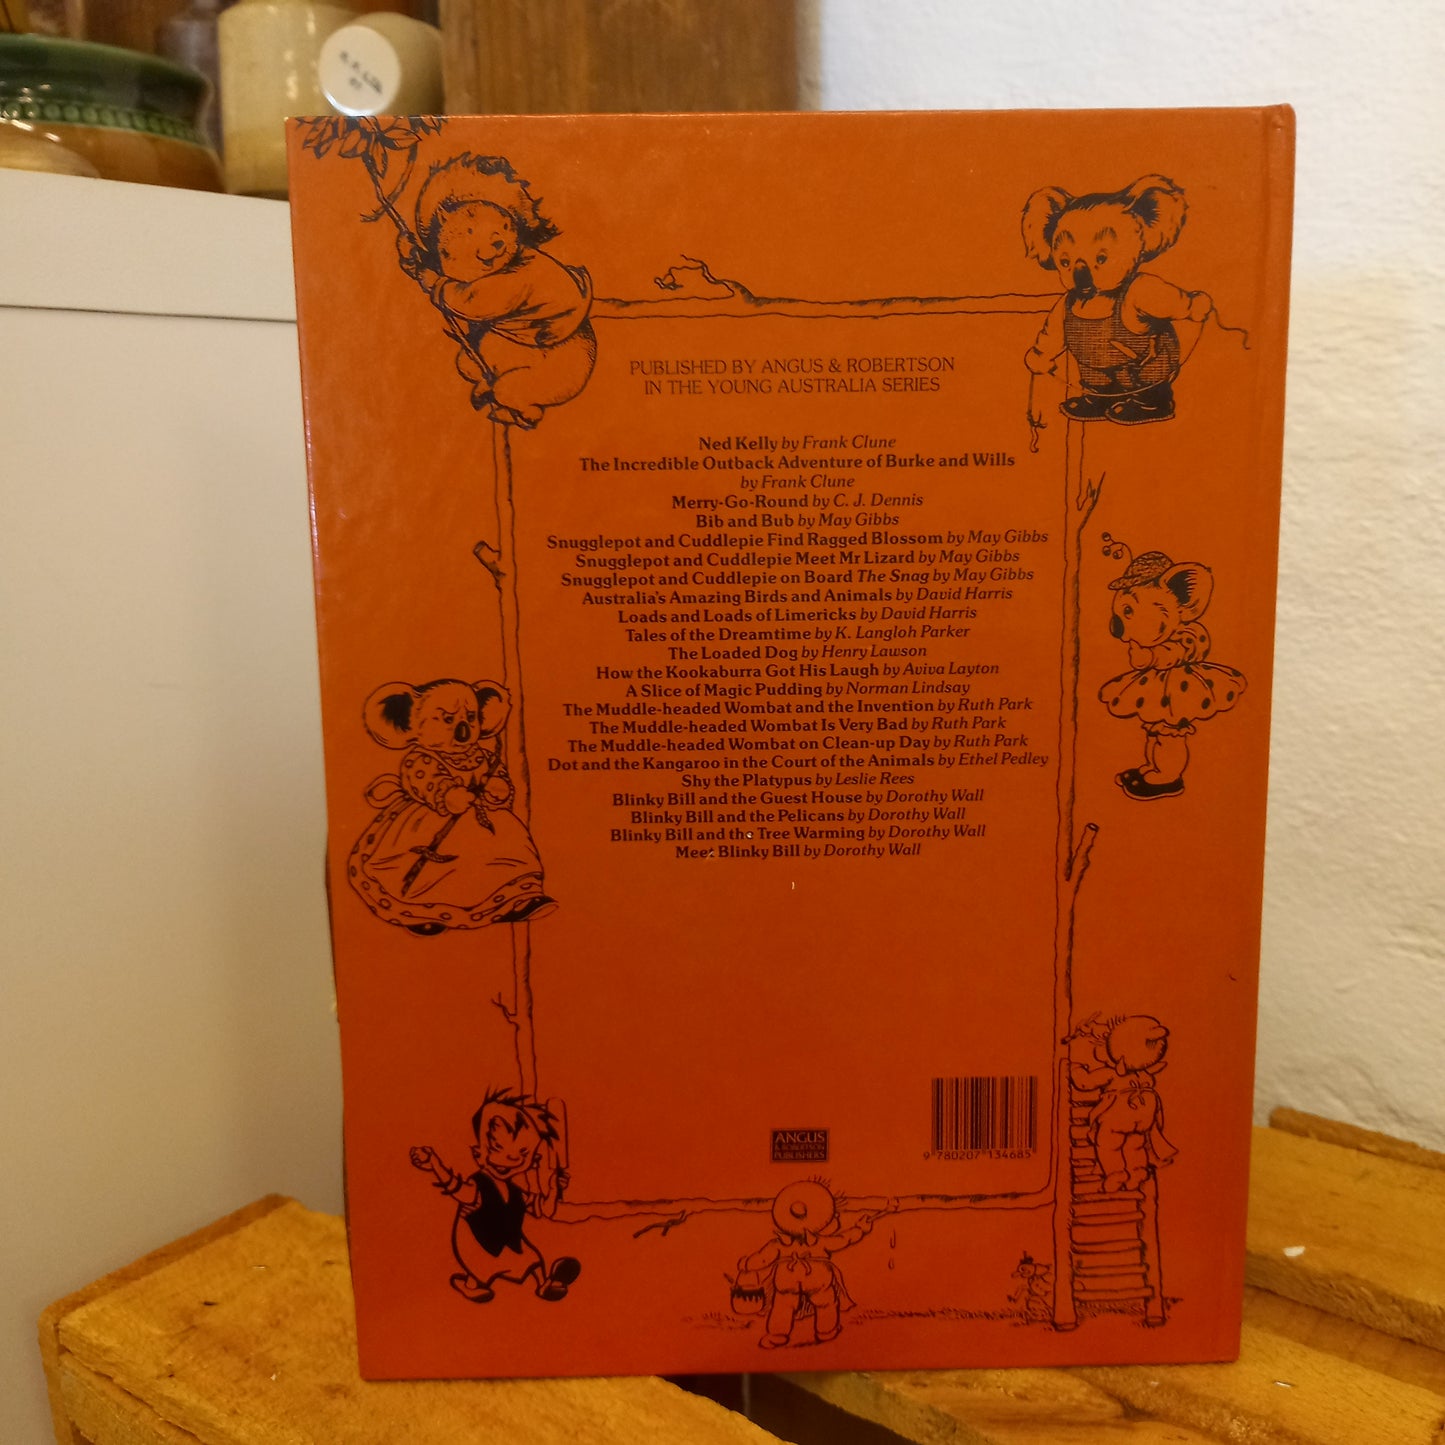 PUBLISHED BY ANGUS & ROBERTSON
IN THE YOUNG AUSTRALIA SERIES
Ned Kelly by Frank Clune
The Incredible Outback Adventure of Burke and Wills
by Frank Clune
Merry-Go-Round by C. J. Dennis
Bib and Bub by May Gibbs
Snugglepot and Cuddlepie Find Ragged Blossom by May Gibbs
Snugglepot and Cuddlepie Meet Mr Lizard by May Gibbs
Snugglepot and Cuddlepie on Board The Snag by May Gibbs
Australia's Amazing Birds and Animals by David Harris
Loads and Loads of Limericks by David Harris
Tales of the Dreamtime by K. Langloh Parker
The Loaded Dog by Henry Lawson
How the Kookaburra Got His Laugh by Aviva Layton
A Slice of Magic Pudding by Norman Lindsay
The Muddle-headed Wombat and the Invention by Ruth Park
The Muddle-headed Wombat Is Very Bad by Ruth Park
The Muddle-headed Wombat on Clean-up Day by Ruth Park
Dot and the Kangaroo in the Court of the Animals by Ethel Pedley
Shy the Platypus by Leslie Rees
Blinky Bill and the Guest House by Dorothy Wall
Blinky Bill and the Pelicans by Dorothy Wall
Blinky Bill and the Tree Warming by Dorothy Wall
Meet Blinky Bill by Dorothy Wall
ANGUS
& ROBERTSON
PUBLISHERS
9 780207 134685